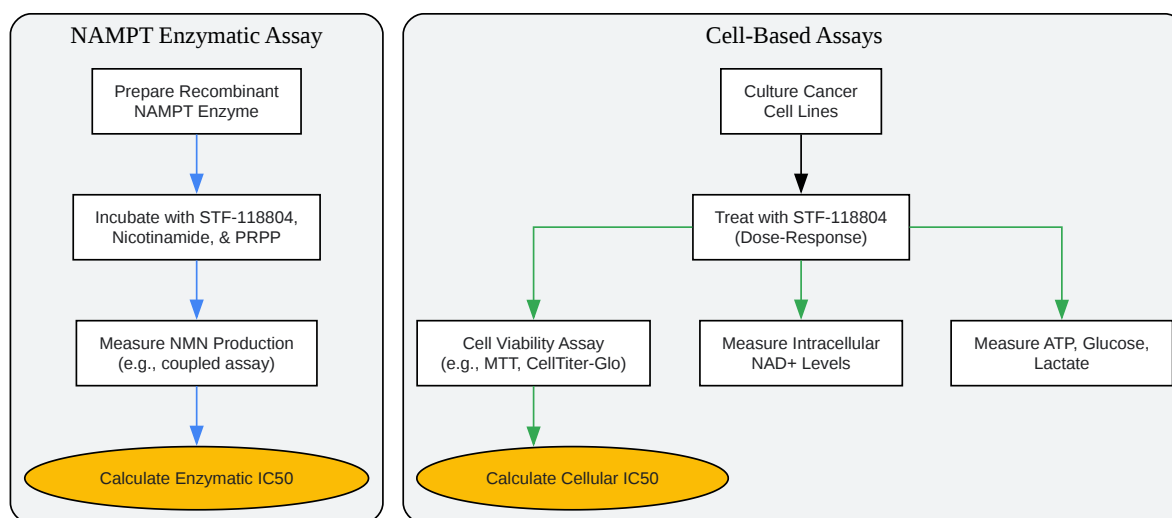 NAMPT Enzymatic Assay
Prepare Recombinant
NAMPT Enzyme
Incubate with STF-118804,
Nicotinamide, & PRPP
Measure NMN Production
(e.g., coupled assay)
Calculate Enzymatic IC50
Cell-Based Assays
Culture Cancer
Cell Lines
Treat with STF-118804
(Dose-Response)
Cell Viability Assay
(e.g., MTT, CellTiter-Glo)
Measure Intracellular
NAD+ Levels
Measure ATP, Glucose,
Lactate
Calculate Cellular IC50